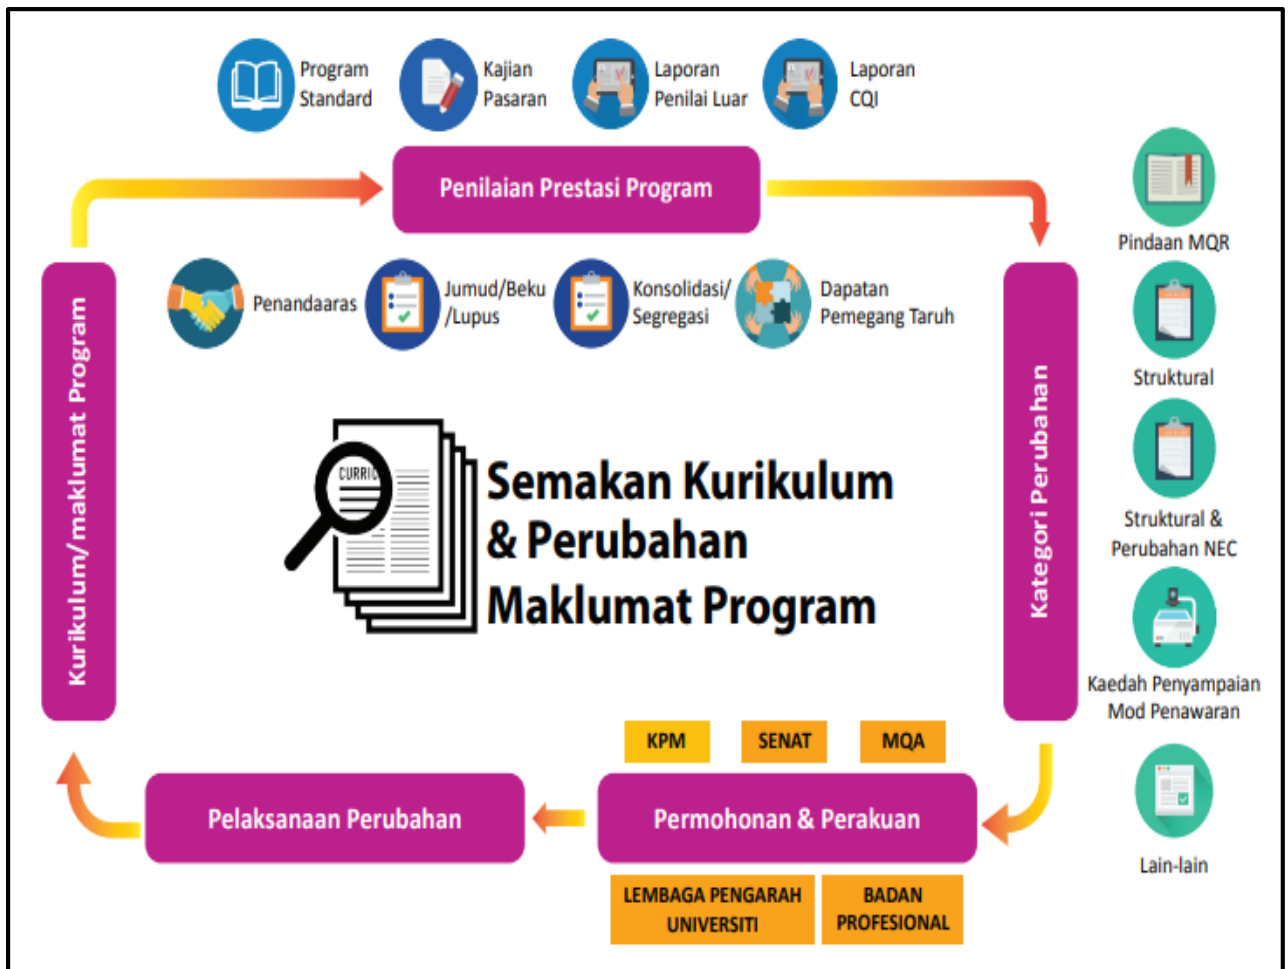 Program
Standard
Kajian
Pasaran
Laporan
Penilai Luar
Laporan
CQI
Penilaian Prestasi Program
Penandaaras
Jumud/Beku
/Lupus
Konsolidasi/
Segregasi
Dapatan
Pemegang Taruh
Kategori Perubahan
Pindaan MQR
Struktural
Struktural &
Perubahan NEC
Kaedah Penyampaian
Mod Penawaran
Lain-lain
CURRIC
Semakan Kurikulum
& Perubahan
Maklumat Program
KPM
SENAT
MQA
Permohonan & Perakuan
LEMBAGA PENGARAH
UNIVERSITI
BADAN
PROFESIONAL
Pelaksanaan Perubahan
Kurikulum/maklumat Program